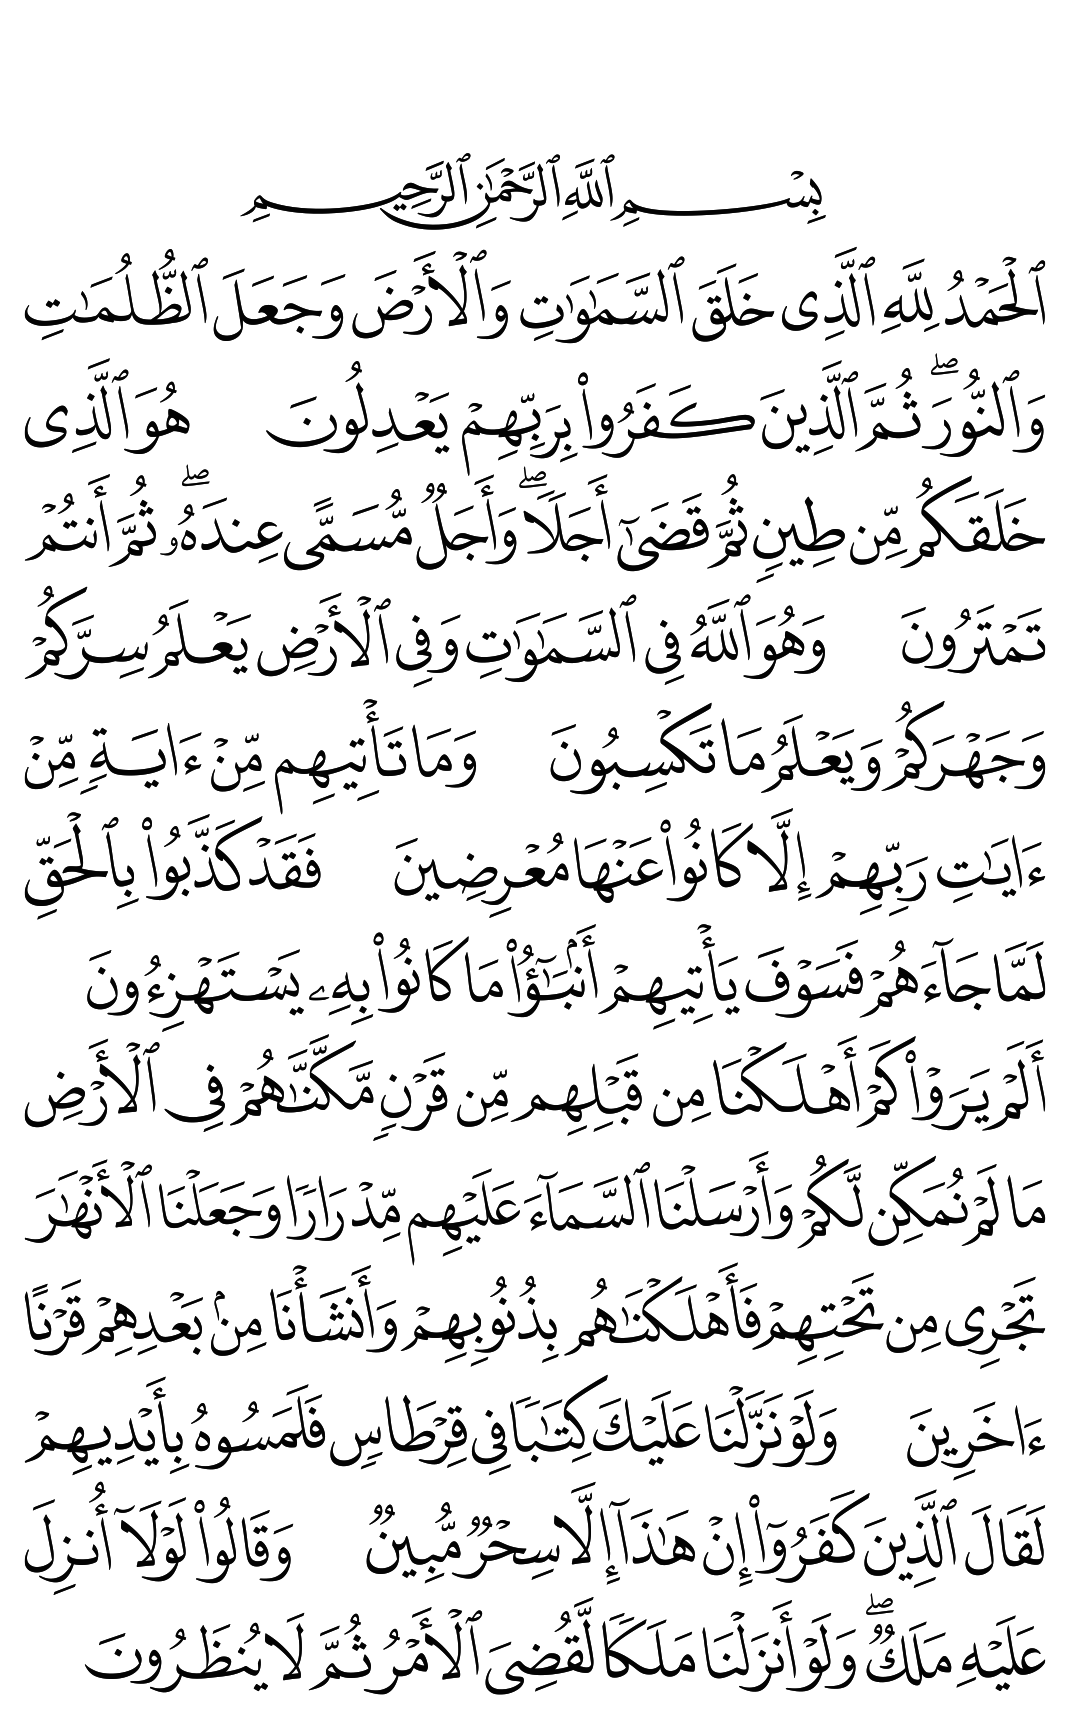 بِسْمِ ٱللَّهِ ٱلرَّحْمَٰنِ ٱلرَّحِيمِ
ٱلْحَمْدُ لِلَّهِ ٱلَّذِى خَلَقَ ٱلسَّمَٰوَٰتِ وَٱلْأَرْضَ وَجَعَلَ ٱلظُّلُمَٰتِ
وَٱلنُّورَ ۖ ثُمَّ ٱلَّذِينَ كَفَرُوا۟ بِرَبِّهِمْ يَعْدِلُونَ هُوَ ٱلَّذِى
خَلَقَكُم مِّن طِينٍ ثُمَّ قَضَىٰٓ أَجَلًا ۖ وَأَجَلٌ مُّسَمًّى عِندَهُۥ ۖ ثُمَّ أَنتُمْ
تَمْتَرُونَ وَهُوَ ٱللَّهُ فِى ٱلسَّمَٰوَٰتِ وَفِى ٱلْأَرْضِ يَعْلَمُ سِرَّكُمْ
وَجَهْرَكُمْ وَيَعْلَمُ مَا تَكْسِبُونَ وَمَا تَأْتِيهِم مِّنْ ءَايَةٍ مِّنْ
ءَايَٰتِ رَبِّهِمْ إِلَّا كَانُوا۟ عَنْهَا مُعْرِضِينَ فَقَدْ كَذَّبُوا۟ بِٱلْحَقِّ
لَمَّا جَآءَهُمْ فَسَوْفَ يَأْتِيهِمْ أَنۢبَٰٓؤُا۟ مَا كَانُوا۟ بِهِۦ يَسْتَهْزِءُونَ
أَلَمْ يَرَوْا۟ كَمْ أَهْلَكْنَا مِن قَبْلِهِم مِّن قَرْنٍ مَّكَّنَّٰهُمْ فِى ٱلْأَرْضِ
مَا لَمْ نُمَكِّن لَّكُمْ وَأَرْسَلْنَا ٱلسَّمَآءَ عَلَيْهِم مِّدْرَارًا وَجَعَلْنَا ٱلْأَنْهَٰرَ
تَجْرِى مِن تَحْتِهِمْ فَأَهْلَكْنَٰهُم بِذُنُوبِهِمْ وَأَنشَأْنَا مِنۢ بَعْدِهِمْ قَرْنًا
ءَاخَرِينَ وَلَوْ نَزَّلْنَا عَلَيْكَ كِتَٰبًا فِى قِرْطَاسٍ فَلَمَسُوهُ بِأَيْدِيهِمْ
لَقَالَ ٱلَّذِينَ كَفَرُوٓا۟ إِنْ هَٰذَآ إِلَّا سِحْرٌ مُّبِينٌ وَقَالُوا۟ لَوْلَآ أُنزِلَ
عَلَيْهِ مَلَكٌ ۖ وَلَوْ أَنزَلْنَا مَلَكًا لَّقُضِىَ ٱلْأَمْرُ ثُمَّ لَا يُنظَرُونَ